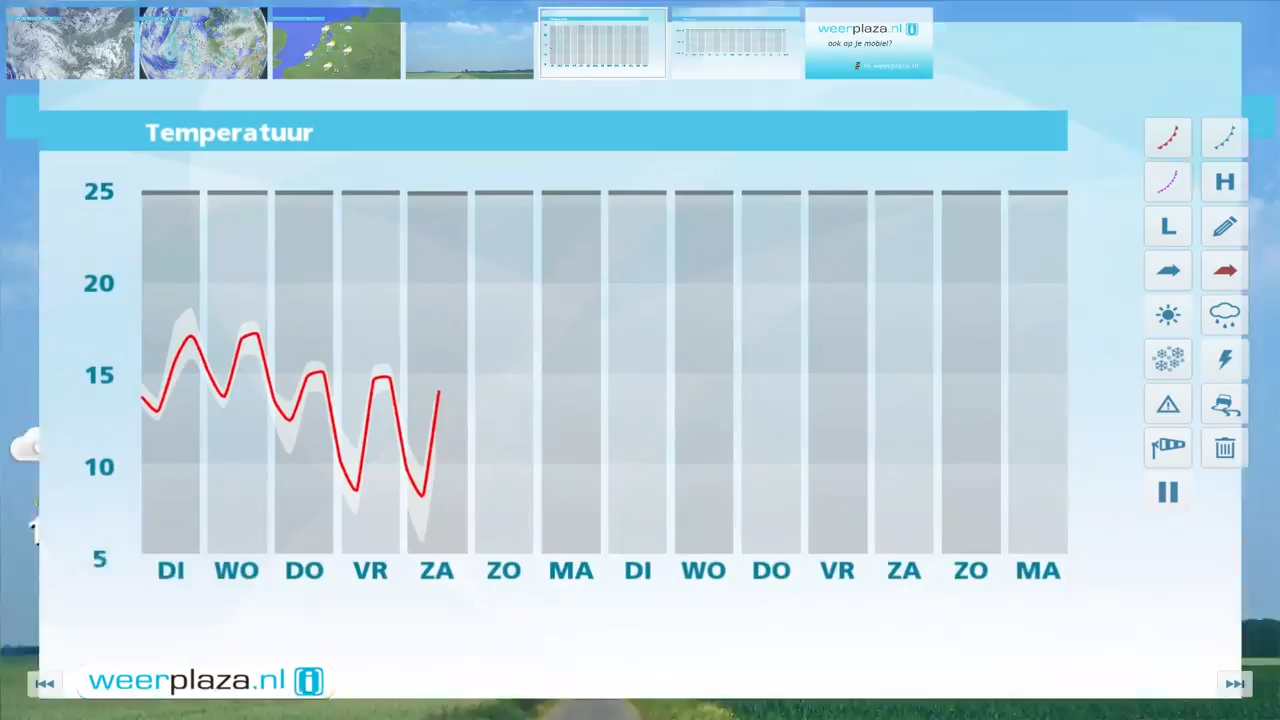 weerplaza.nl
ook op je mobiel?
m.weerplaza.nl
Temperatuur
25
20
15
10
5
DI WO DO VR ZA ZO MA DI WO DO VR ZA ZO MA
H
L
weerplaza.nl